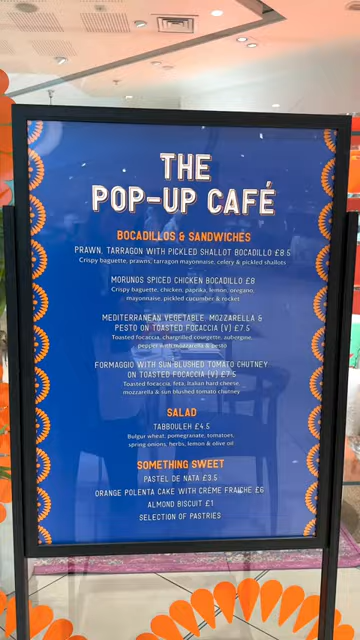 THE
POP-UP CAFÉ
BOCADILLOS & SANDWICHES
PRAWN, TARRAGON WITH PICKLED SHALLOT BOCADILLO £8.5
Crispy baguette, prawns, tarragon mayonnaise, celery & pickled shallots
MORUNOS SPICED CHICKEN BOCADILLO £8
Crispy baguette, chicken, paprika, lemon, oregano,
mayonnaise, pickled cucumber & rocket
MEDITERRANEAN VEGETABLE, MOZZARELLA &
PESTO ON TOASTED FOCACCIA (V) £7.5
Toasted focaccia, chargrilled courgette, aubergine,
pepper with mozzarella & pesto
FORMAGGIO WITH SUN-BLUSHED TOMATO CHUTNEY
ON TOASTED FOCACCIA (V) £7.5
Toasted focaccia, feta, Italian hard cheese,
mozzarella & sun blushed tomato chutney
SALAD
TABBOULEH £4.5
Bulgur wheat, pomegranate, tomatoes,
spring onions, herbs, lemon & olive oil
SOMETHING SWEET
PASTEL DE NATA £3.5
ORANGE POLENTA CAKE WITH CRÈME FRAICHE £6
ALMOND BISCUIT £1
SELECTION OF PASTRIES